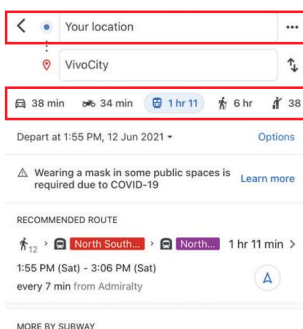 Your location
VivoCity
38 min 34 min 1 hr 11 6 hr 38
Depart at 1:55 PM, 12 Jun 2021 Options
Wearing a mask in some public spaces is
required due to COVID-19 Learn more
RECOMMENDED ROUTE
12 North South... North... 1 hr 11 min
1:55 PM (Sat) - 3:06 PM (Sat)
every 7 min from Admiralty
MORE BY SUBWAY